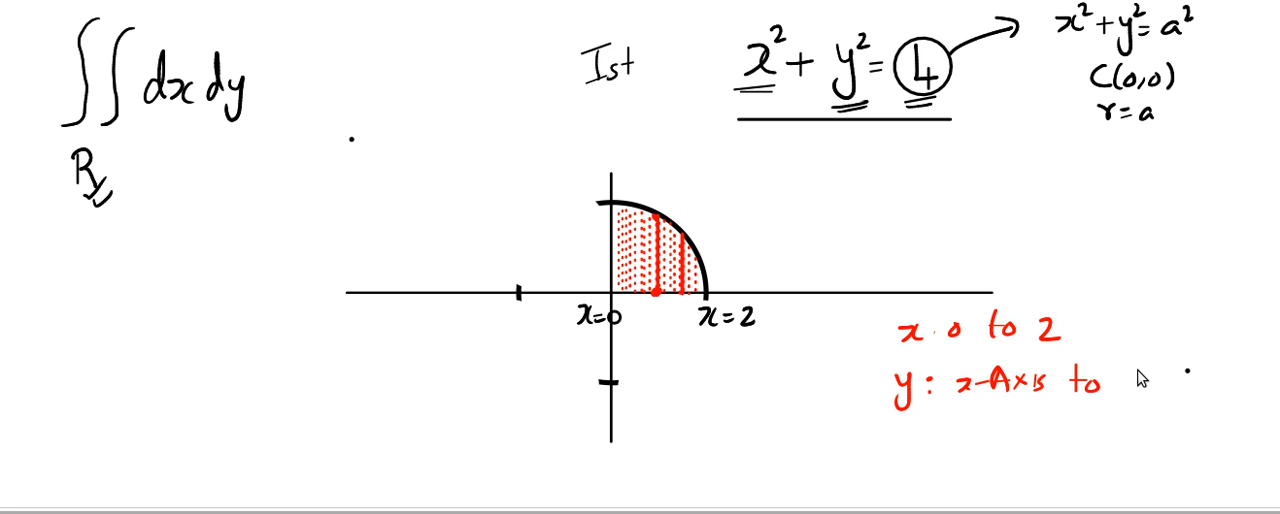 ∬ dx dy
R
Ist
x² + y² = 4
x² + y² = a²
C(0,0)
r = a
x=0
x=2
x 0 to 2
y: x-Axis to